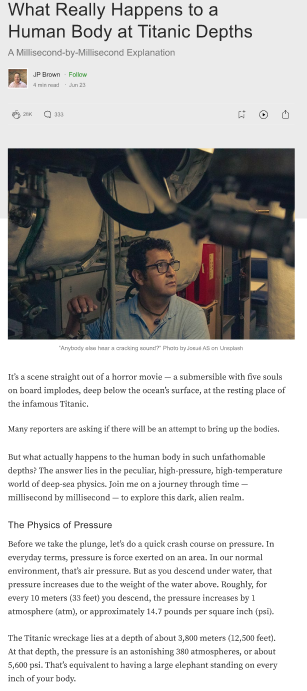 What Really Happens to a
Human Body at Titanic Depths
A Millisecond-by-Millisecond Explanation
JP Brown · Follow
4 min read · Jun 23
39K
333
"Anybody else hear a cracking sound?" Photo by Josué AS on Unsplash
It's a scene straight out of a horror movie — a submersible with five souls
on board implodes, deep below the ocean's surface, at the resting place of
the infamous Titanic.
Many reporters are asking if there will be an attempt to bring up the bodies.
But what actually happens to the human body in such unfathomable
depths? The answer lies in the peculiar, high-pressure, high-temperature
world of deep-sea physics. Join me on a journey through time —
millisecond by millisecond — to explore this dark, alien realm.
The Physics of Pressure
Before we take the plunge, let's do a quick crash course on pressure. In
everyday terms, pressure is force exerted on an area. In our normal
environment, that's air pressure. But as you descend under water, that
pressure increases due to the weight of the water above. Roughly, for
every 10 meters (33 feet) you descend, the pressure increases by 1
atmosphere (atm), or approximately 14.7 pounds per square inch (psi).
The Titanic wreckage lies at a depth of about 3,800 meters (12,500 feet).
At that depth, the pressure is an astonishing 380 atmospheres, or about
5,600 psi. That's equivalent to having a large elephant standing on every
inch of your body.